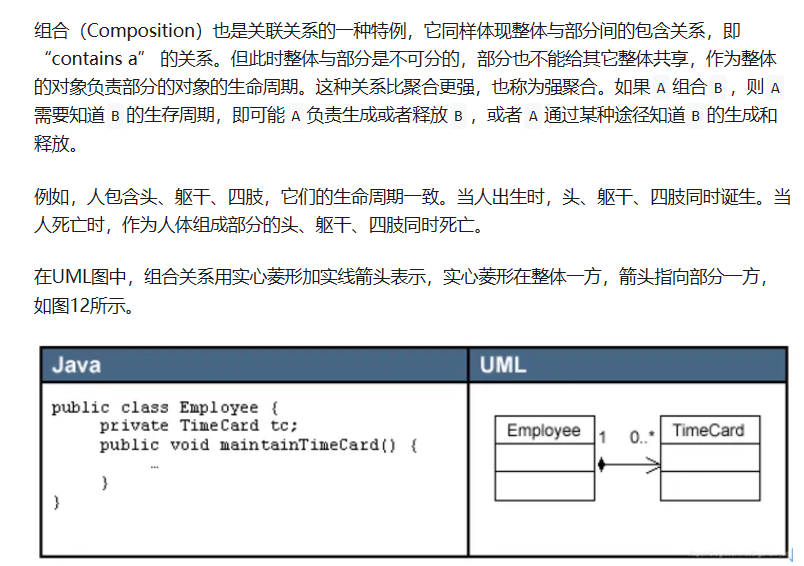 组合（Composition）也是关联关系的一种特例，它同样体现整体与部分间的包含关系，即
“contains a” 的关系。但此时整体与部分是不可分的，部分也不能给其它整体共享，作为整体
的对象负责部分的对象的生命周期。这种关系比聚合更强，也称为强聚合。如果 A 组合 B ，则 A
需要知道 B 的生存周期，即可能 A 负责生成或者释放 B ，或者 A 通过某种途径知道 B 的生成和
释放。
例如，人包含头、躯干、四肢，它们的生命周期一致。当人出生时，头、躯干、四肢同时诞生。当
人死亡时，作为人体组成部分的头、躯干、四肢同时死亡。
在UML图中，组合关系用实心菱形加实线箭头表示，实心菱形在整体一方，箭头指向部分一方，
如图12所示。
Java
public class Employee {
private TimeCard tc;
public void maintainTimeCard() {
…
}
}
UML
Employee 1 0..* TimeCard